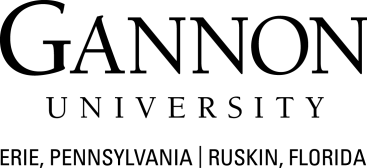 GANNON
UNIVERSITY
ERIE, PENNSYLVANIA | RUSKIN, FLORIDA